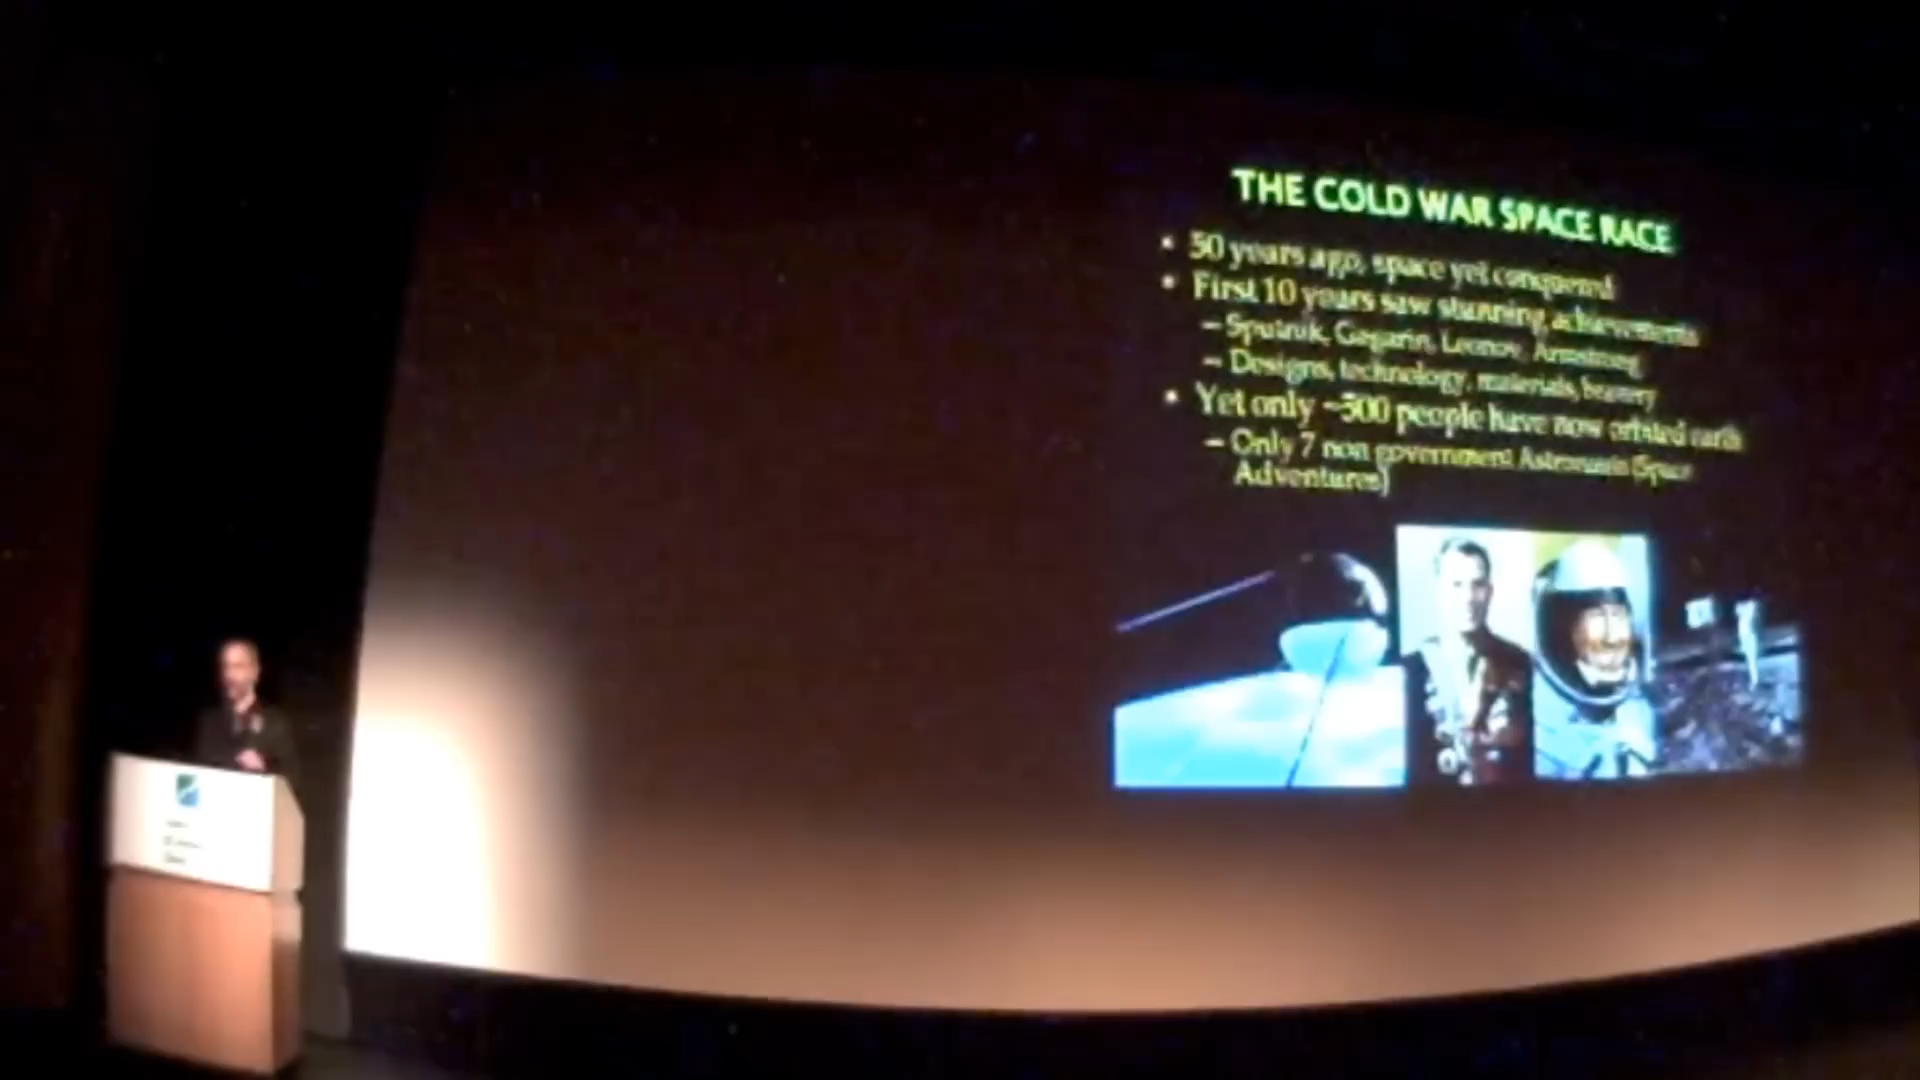 THE COLD WAR SPACE RACE
• 50 years ago, space yet conquered
• First 10 years saw stunning achievements
– Sputnik, Gagarin, Leonov, Armstrong
– Designs, technology, materials, bravery
• Yet only ~500 people have now orbited earth
– Only 7 non government Astronauts (Space
Adventures)